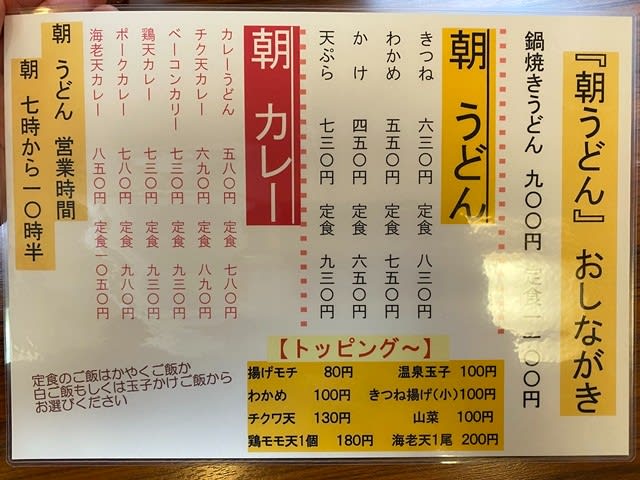 『朝うどん』 おしながき
鍋焼きうどん 九〇〇円 定食一一〇〇円
朝 うどん
きつね 六三〇円 定食 八三〇円
わかめ 五五〇円 定食 七五〇円
かけ 四五〇円 定食 六五〇円
天ぷら 七三〇円 定食 九三〇円
朝 カレー
カレーうどん 五八〇円 定食 七八〇円
チク天カレー 六九〇円 定食 八九〇円
ベーコンカリー 七三〇円 定食 九三〇円
鶏天カレー 七三〇円 定食 九三〇円
ポークカレー 七八〇円 定食 九八〇円
海老天カレー 八五〇円 定食一〇五〇円
朝 うどん 営業時間
朝 七時から一〇時半
【トッピング〜】
揚げモチ 80円 温泉玉子 100円
わかめ 100円 きつね揚げ(小)100円
チクワ天 130円 山菜 100円
鶏モモ天1個 180円 海老天1尾 200円
定食のご飯はかやくご飯か
白ご飯もしくは玉子かけご飯から
お選びください